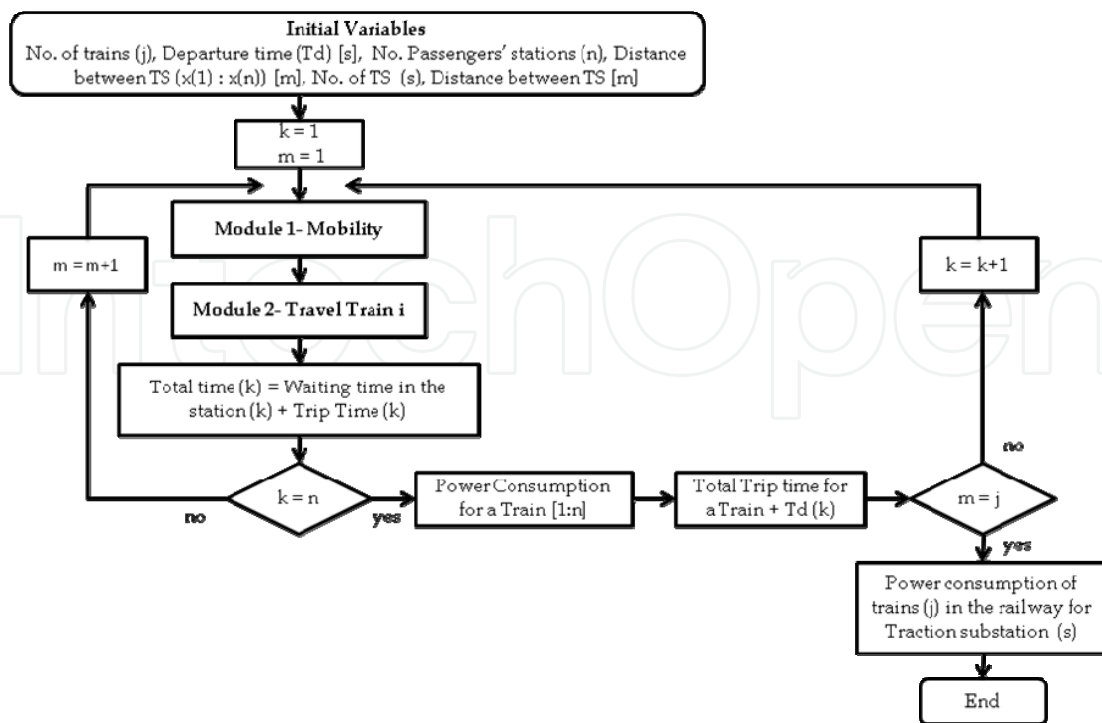 Initial Variables
No. of trains (j), Departure time (Td) [s], No. Passengers' stations (n), Distance
between TS (x(1) : x(n)) [m], No. of TS (s), Distance between TS [m]
k = 1
m = 1
Module 1- Mobility
m = m+1
k = k+1
Module 2- Travel Train i
Total time (k) = Waiting time in the
station (k) + Trip Time (k)
k = n
no
yes
Power Consumption
for a Train [1:n]
Total Trip time for
a Train + Td (k)
m = j
no
yes
Power consumption of
trains (j) in the railway for
Traction substation (s)
End
IntechOpen